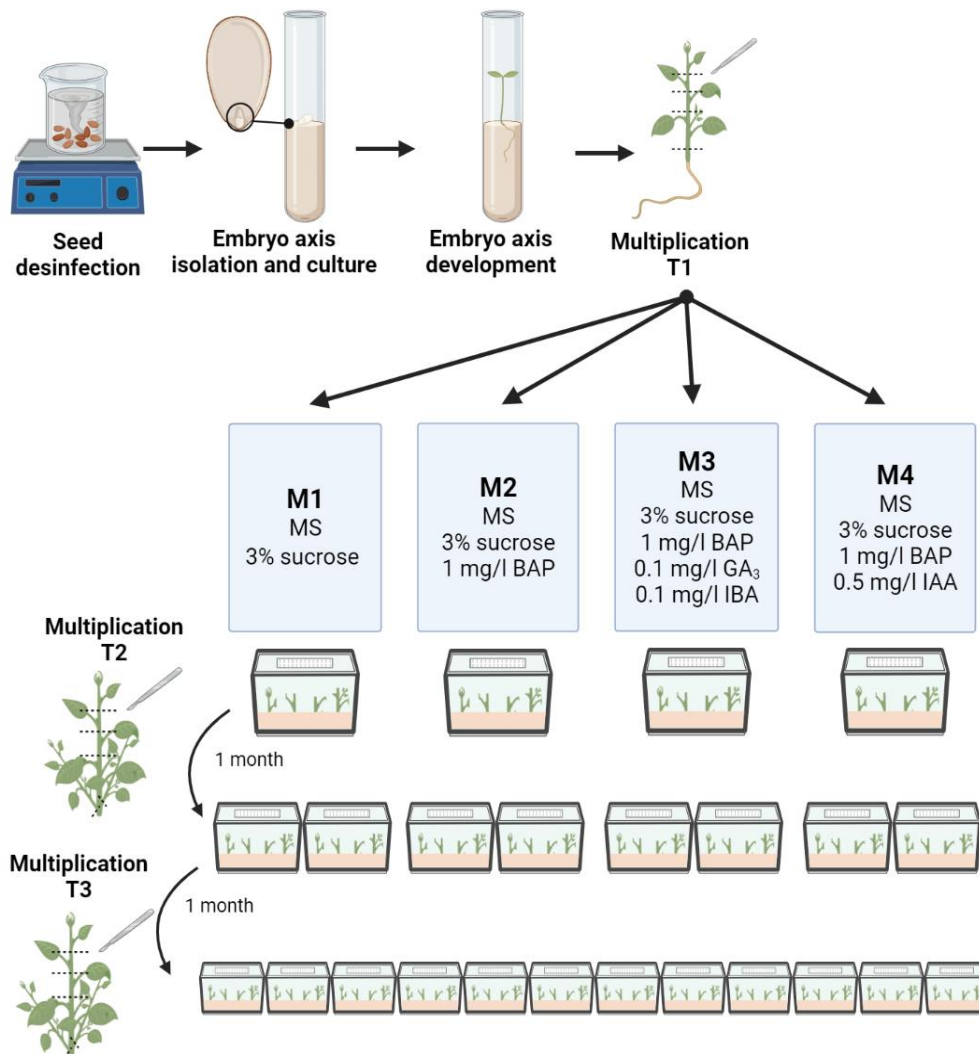 Seed
desinfection
Embryo axis
isolation and culture
Embryo axis
development
Multiplication
T1
M1
MS
3% sucrose
M2
MS
3% sucrose
1 mg/l BAP
M3
MS
3% sucrose
1 mg/l BAP
0.1 mg/l GA₃
0.1 mg/l IBA
M4
MS
3% sucrose
1 mg/l BAP
0.5 mg/l IAA
Multiplication
T2
1 month
Multiplication
T3
1 month